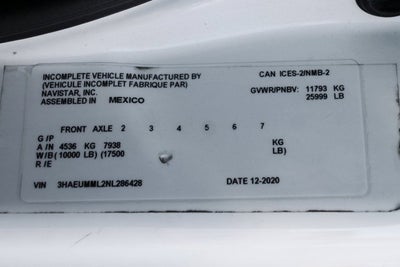 INCOMPLETE VEHICLE MANUFACTURED BY
(VEHICULE INCOMPLET FABRIQUE PAR)
NAVISTAR, INC.
ASSEMBLED IN MEXICO
CAN ICES-2/NMB-2
GVWR/PNBV: 11793 KG
25999 LB
FRONT AXLE 2 3 4 5 6 7
G/P
A/N 4536 KG 7938 KG
W/B (10000 LB) (17500 LB)
R/E
VIN 3HAEUMML2NL286428 DATE 12-2020